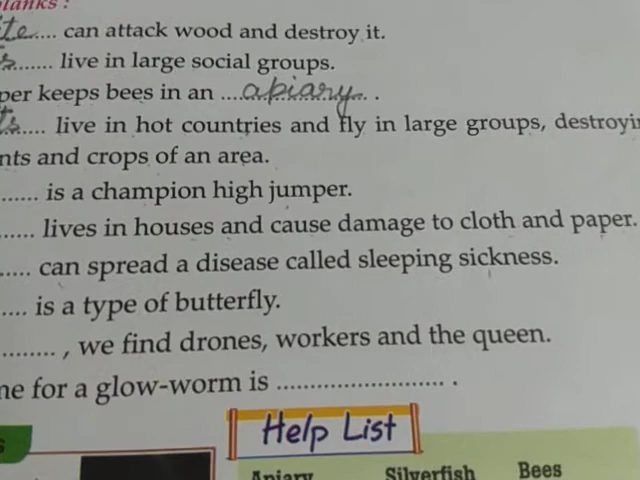 blanks :
te.... can attack wood and destroy it.
s....... live in large social groups.
per keeps bees in an ....apiary.. .
ts.... live in hot countries and fly in large groups, destroyin
nts and crops of an area.
...... is a champion high jumper.
...... lives in houses and cause damage to cloth and paper.
..... can spread a disease called sleeping sickness.
.... is a type of butterfly.
........ , we find drones, workers and the queen.
me for a glow-worm is ......................... .
Help List
s
Apiary Silverfish Bees